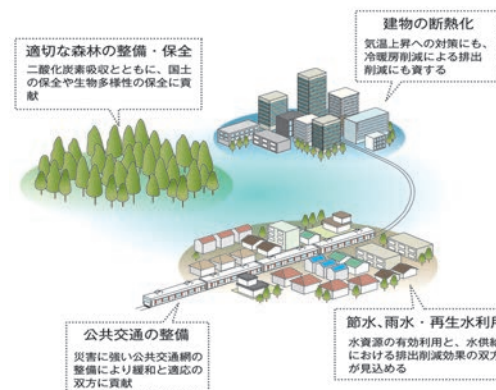 適切な森林の整備・保全
二酸化炭素吸収とともに、国土
の保全や生物多様性の保全に貢
献
建物の断熱化
気温上昇への対策にも、
冷暖房削減による排出
削減にも資する
公共交通の整備
災害に強い公共交通網の
整備により緩和と適応の
双方に貢献
節水、雨水・再生水利用
水資源の有効利用と、水供給
における排出削減効果の双方
が見込める